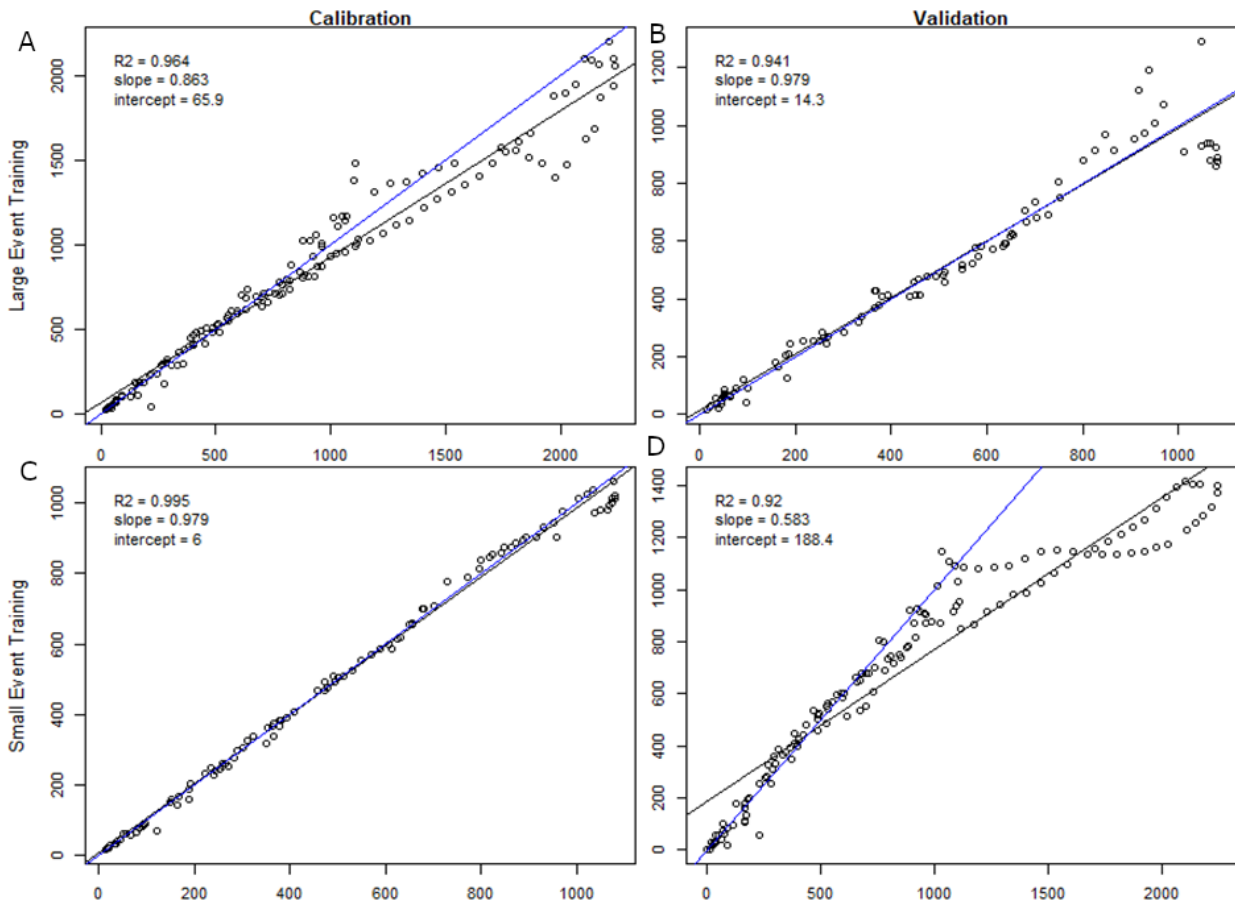 Calibration
Validation
A
R2 = 0.964
slope = 0.863
intercept = 65.9
Large Event Training
0
500
1000
1500
2000
0
500
1000
1500
2000
B
R2 = 0.941
slope = 0.979
intercept = 14.3
0
200
400
600
800
1000
1200
0
200
400
600
800
1000
C
R2 = 0.995
slope = 0.979
intercept = 6
Small Event Training
0
200
400
600
800
1000
0
200
400
600
800
1000
D
R2 = 0.92
slope = 0.583
intercept = 188.4
0
200
400
600
800
1000
1200
1400
0
500
1000
1500
2000